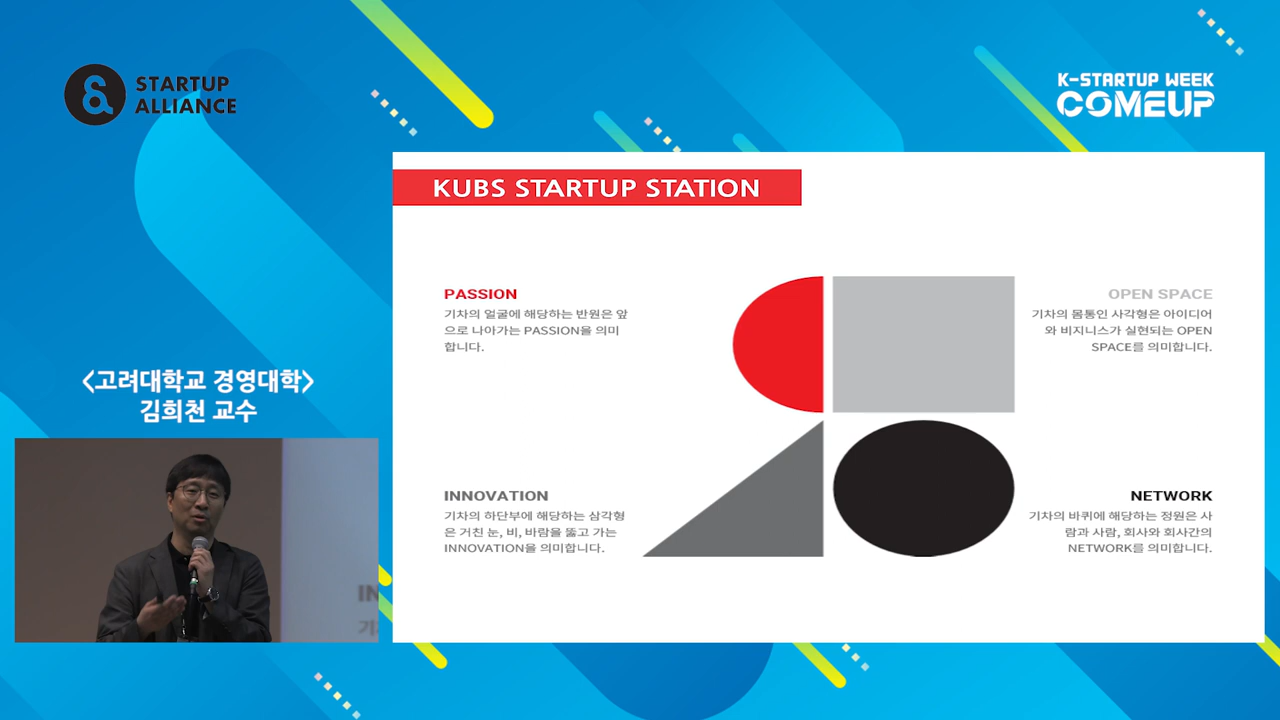 STARTUP
ALLIANCE
K-STARTUP WEEK
COMEUP
KUBS STARTUP STATION
PASSION
기차의 얼굴에 해당하는 반원은 앞
으로 나아가는 PASSION을 의미
합니다.
OPEN SPACE
기차의 몸통인 사각형은 아이디어
와 비지니스가 실현되는 OPEN
SPACE를 의미합니다.
<고려대학교 경영대학>
김희천 교수
INNOVATION
기차의 하단부에 해당하는 삼각형
은 거친 눈, 비, 바람을 뚫고 가는
INNOVATION을 의미합니다.
NETWORK
기차의 바퀴에 해당하는 정원은 사
람과 사람, 회사와 회사간의
NETWORK를 의미합니다.
IN
기